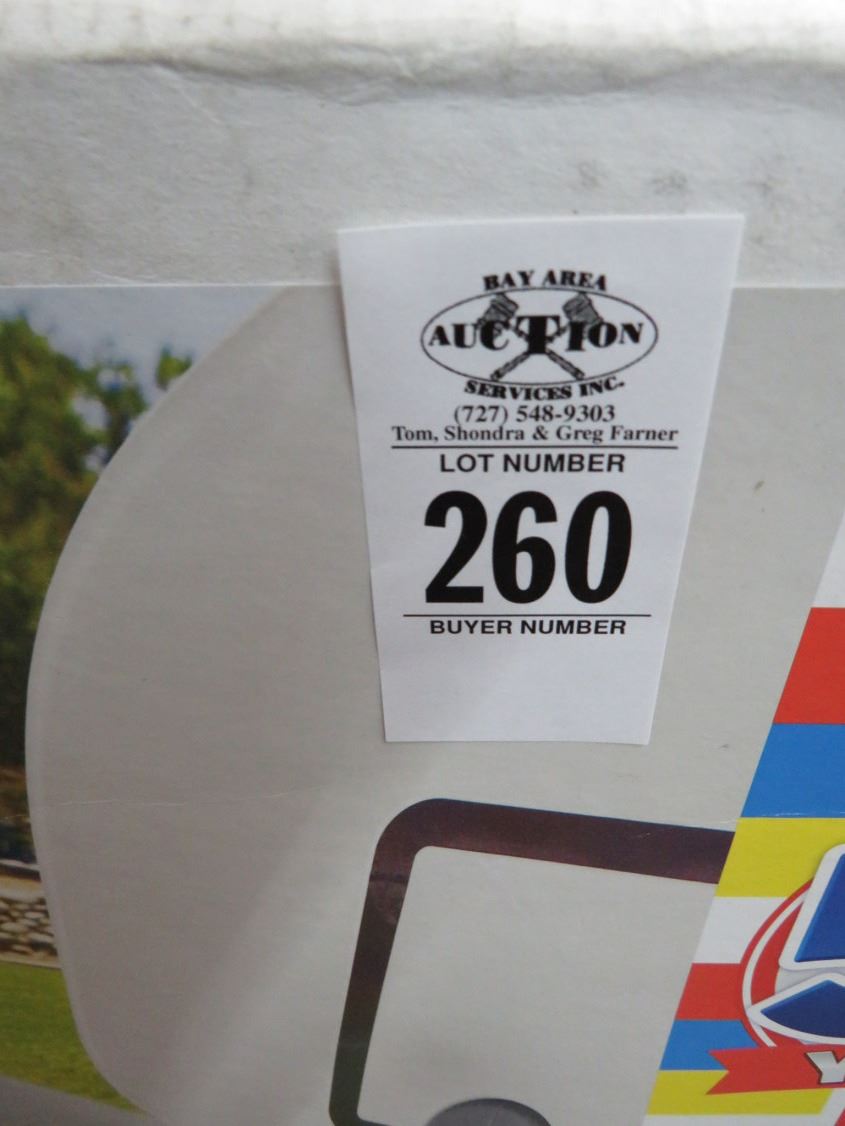 BAY AREA
AUCTION
SERVICES INC.
(727) 548-9303
Tom, Shondra & Greg Farner
LOT NUMBER
260
BUYER NUMBER